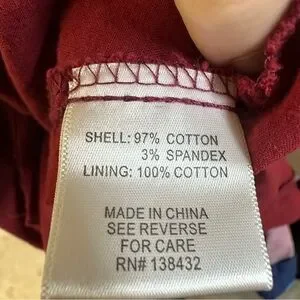 SHELL: 97% COTTON
3% SPANDEX
LINING: 100% COTTON
MADE IN CHINA
SEE REVERSE
FOR CARE
RN# 138432